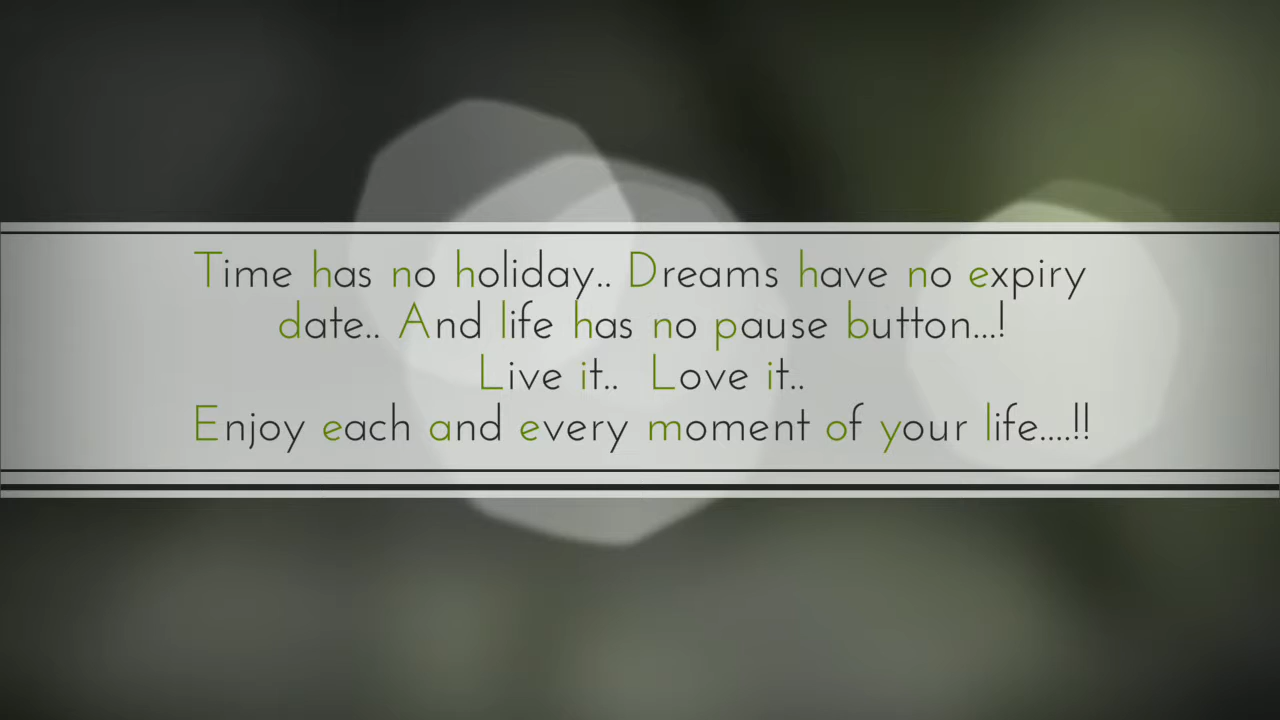 Time has no holiday.. Dreams have no expiry
date.. And life has no pause button...!
Live it.. Love it..
Enjoy each and every moment of your life....!!